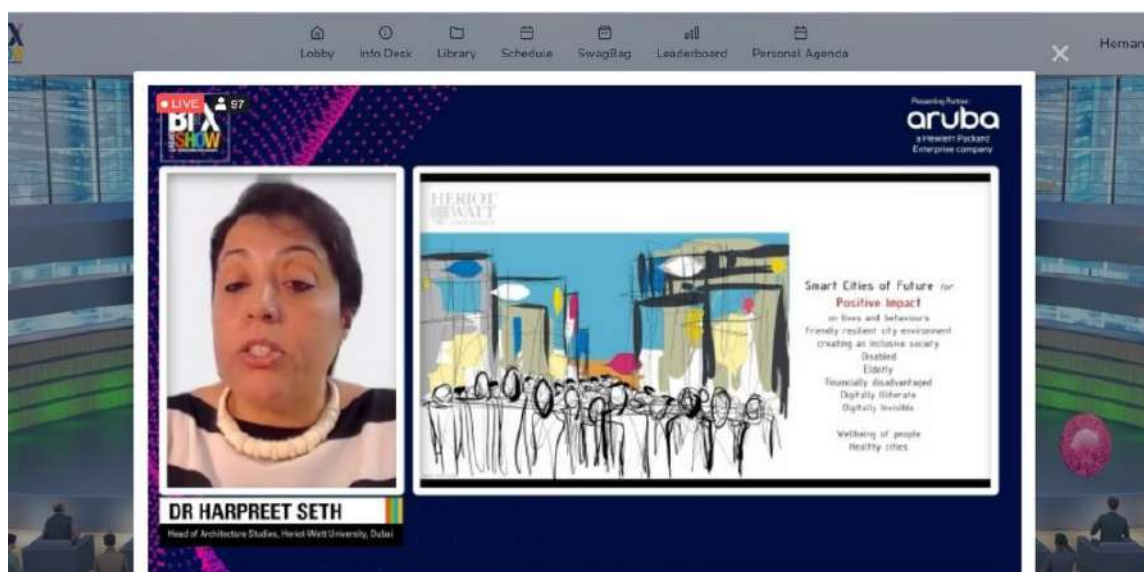 Lobby
Info Desk
Library
Schedule
SwagBag
Leaderboard
Personal Agenda
Heman
LIVE 97
SHOW
Presenting Partner
aruba
a Hewlett Packard
Enterprise company
HERIOT
WATT
UNIVERSITY
Smart Cities of Future for
Positive Impact
on lives and behaviours
Friendly resilient city environment
creating an inclusive society
Disabled
Elderly
Financially disadvantaged
Digitally Illiterate
Digitally Invisible
Wellbeing of people
Healthy cities
DR HARPREET SETH
Head of Architecture Studies, Heriot-Watt University, Dubai